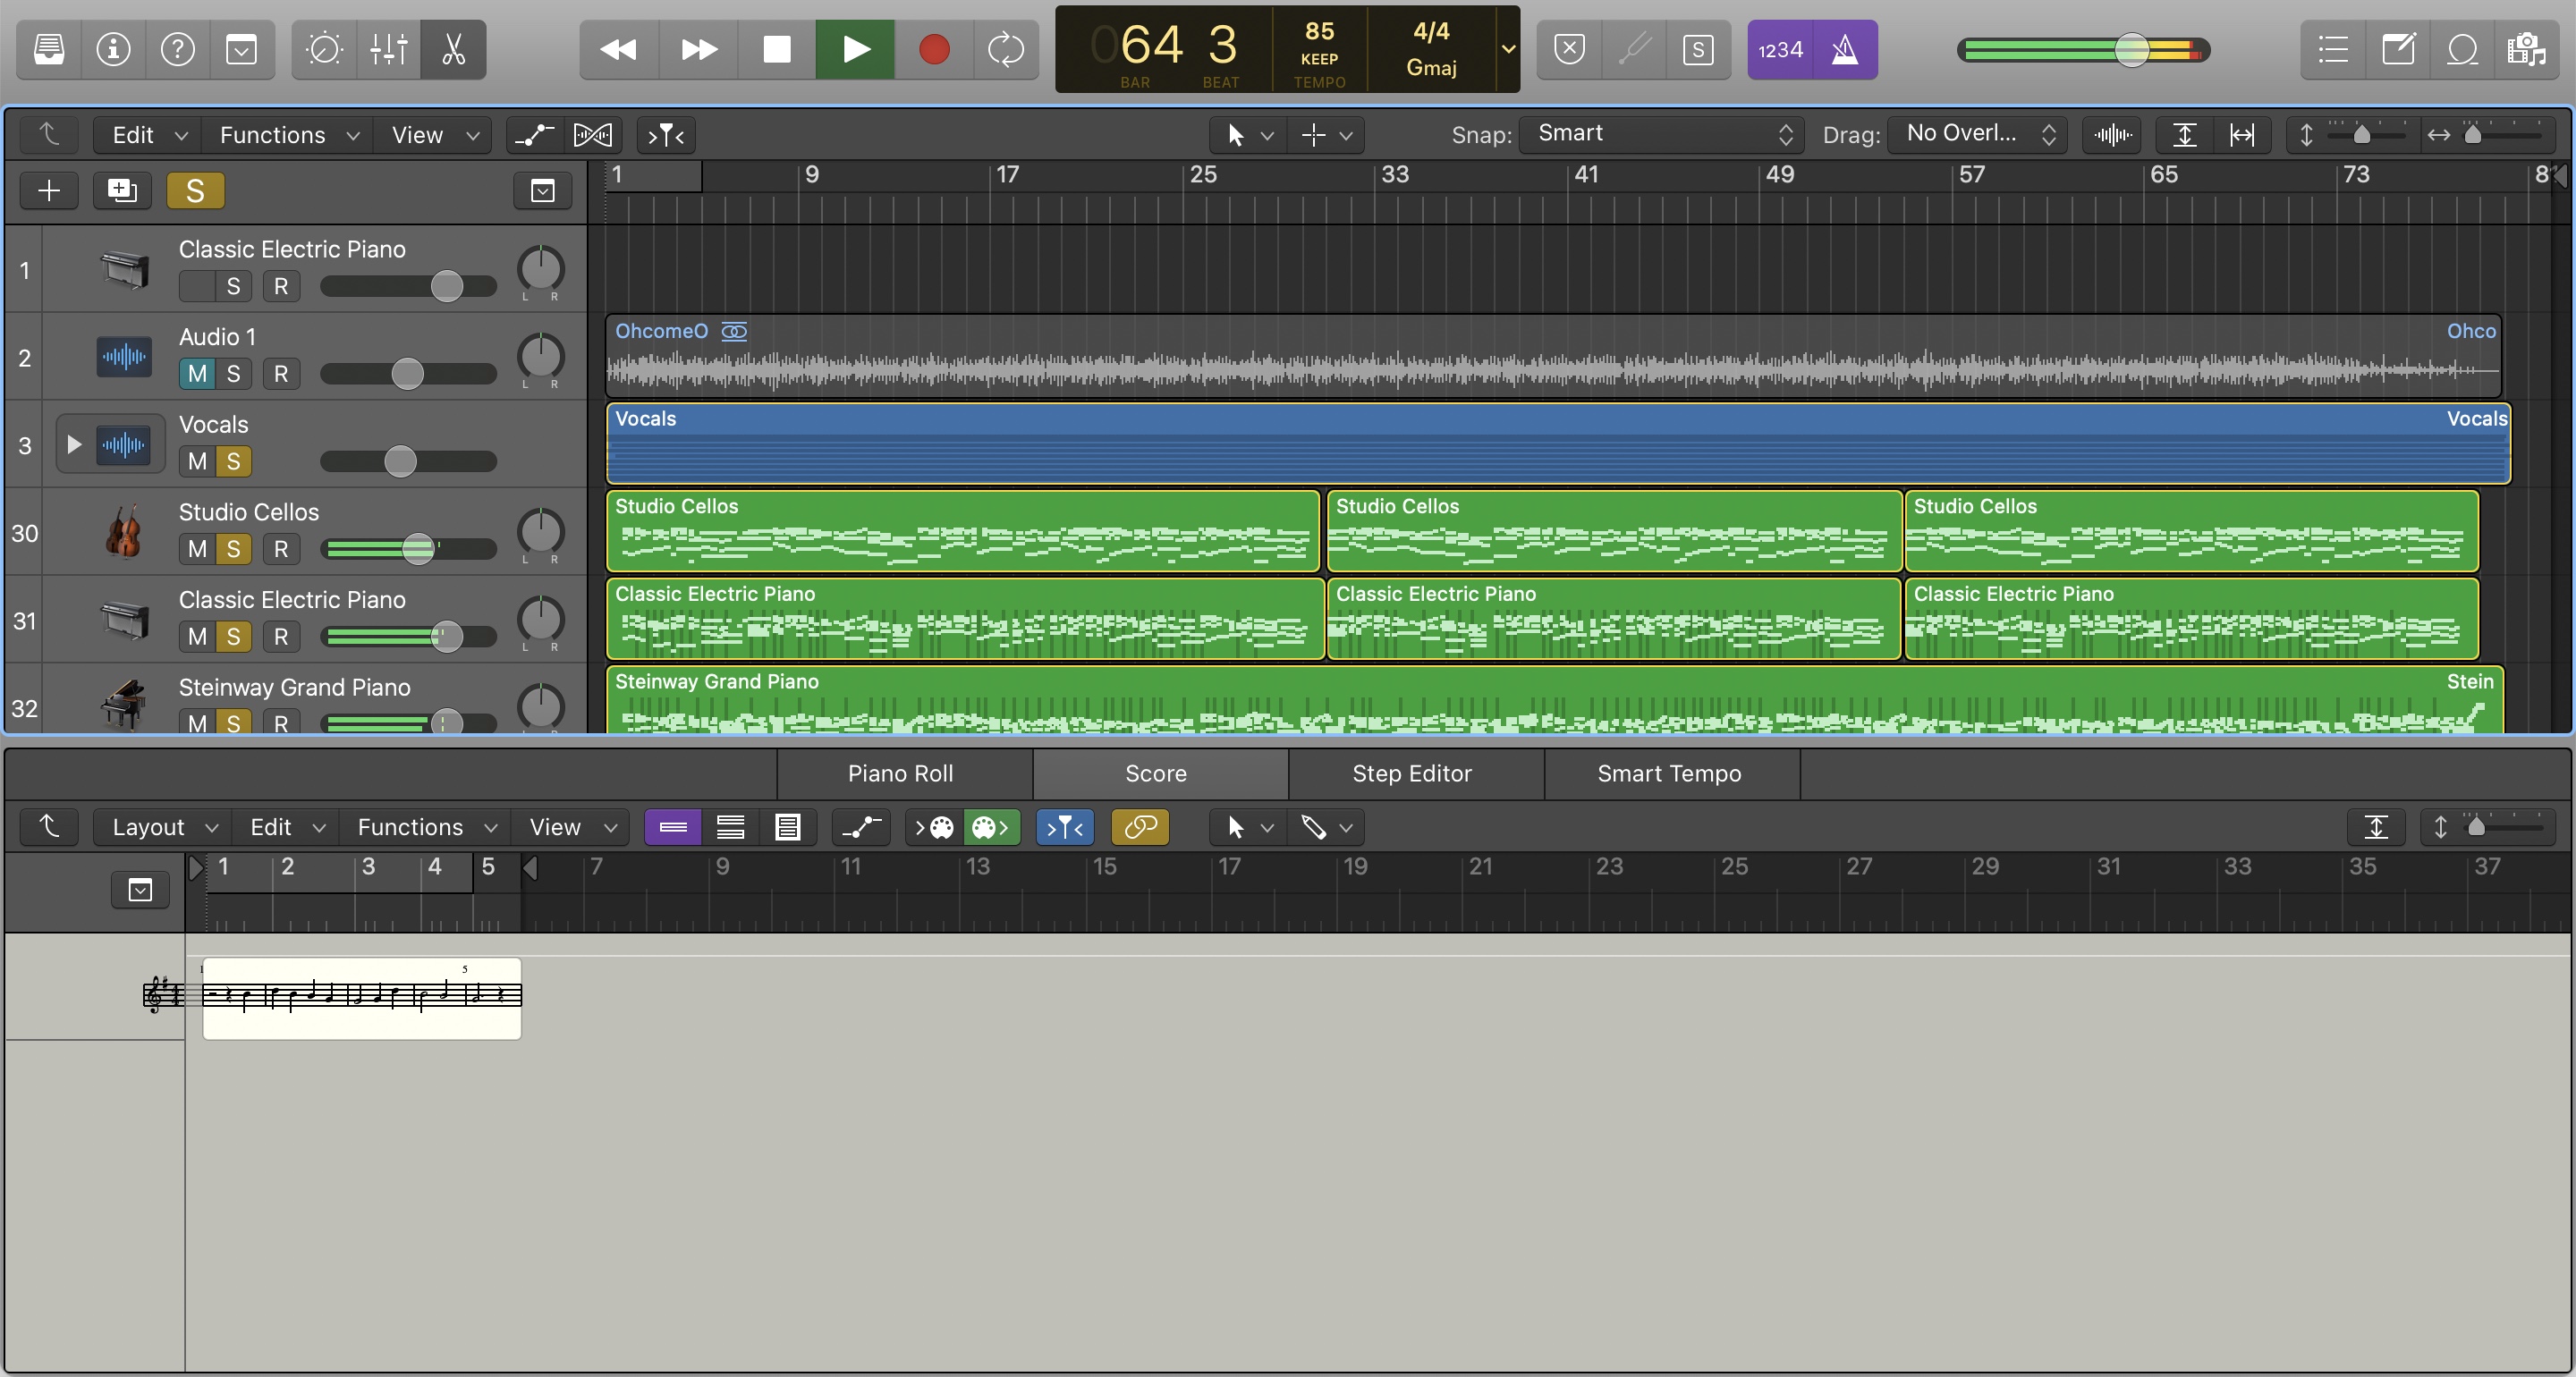 064 3
BAR BEAT
85
KEEP
TEMPO
4/4
Gmaj
S
1234
Edit Functions View
Snap: Smart
Drag: No Overl...
S
1 9 17 25 33 41 49 57 65 73
1
Classic Electric Piano
S R
L R
2
Audio 1
M S R
L R
OhcomeO
Ohco
3
Vocals
M S
Vocals
Vocals
30
Studio Cellos
M S R
L R
Studio Cellos
Studio Cellos
Studio Cellos
31
Classic Electric Piano
M S R
L R
Classic Electric Piano
Classic Electric Piano
Classic Electric Piano
32
Steinway Grand Piano
M S R
Steinway Grand Piano
Stein
Piano Roll Score Step Editor Smart Tempo
Layout Edit Functions View
1 2 3 4 5 7 9 11 13 15 17 19 21 23 25 27 29 31 33 35 37
1 5